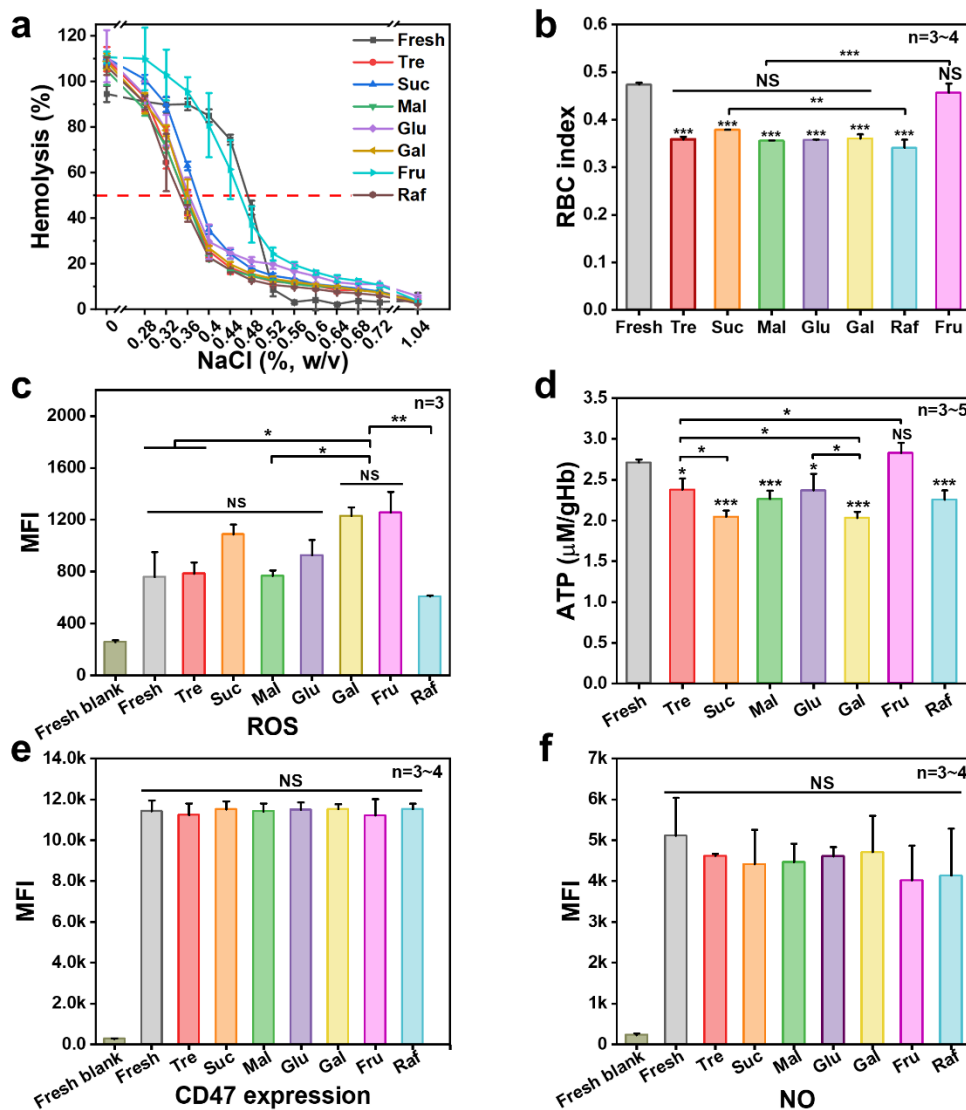 a
Hemolysis (%)
120
100
80
60
40
20
0
Fresh
Tre
Suc
Mal
Glu
Gal
Fru
Raf
0 0.28 0.32 0.36 0.4 0.44 0.48 0.52 0.56 0.6 0.64 0.68 0.72 1.04
NaCl (%, w/v)
b
RBC index
0.6
0.5
0.4
0.3
0.2
0.1
0.0
n=3~4
***
NS
NS
**
*** *** *** *** *** ***
Fresh Tre Suc Mal Glu Gal Raf Fru
c
MFI
2000
1600
1200
800
400
0
n=3
**
*
*
NS
NS
Fresh blank Fresh Tre Suc Mal Glu Gal Fru Raf
ROS
d
ATP (μM/gHb)
3.5
3.0
2.5
2.0
1.5
1.0
0.5
0.0
n=3~5
*
NS
*
* *
* *** *** * *** ***
Fresh Tre Suc Mal Glu Gal Fru Raf
e
MFI
14.0k
12.0k
10.0k
8.0k
6.0k
4.0k
2.0k
0.0
n=3~4
NS
Fresh blank Fresh Tre Suc Mal Glu Gal Fru Raf
CD47 expression
f
MFI
7k
6k
5k
4k
3k
2k
1k
0
n=3~4
NS
Fresh blank Fresh Tre Suc Mal Glu Gal Fru Raf
NO